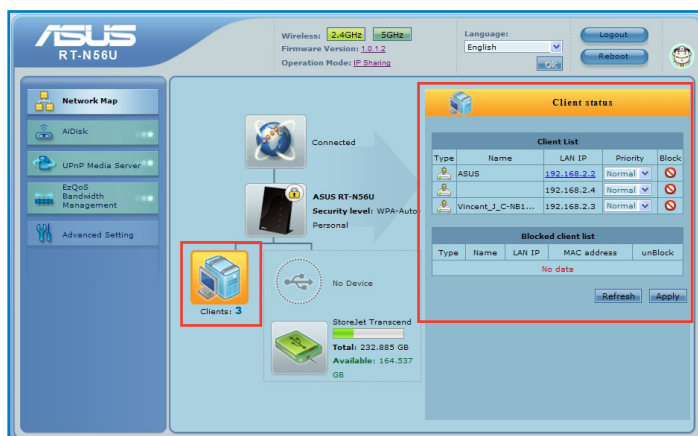 ASUS
RT-N56U
Wireless: 2.4GHz 5GHz
Firmware Version: 1.0.1.2
Operation Mode: IP Sharing
Language:
English
Ok
Logout
Reboot
Network Map
AiDisk
UPnP Media Server
EzQoS
Bandwidth
Management
Advanced Setting
Connected
ASUS RT-N56U
Security level: WPA-Auto-
Personal
Clients: 3
No Device
StoreJet Transcend
Total: 232.885 GB
Available: 164.537
GB
Client status
Client List
Type Name LAN IP Priority Block
ASUS 192.168.2.2 Normal
192.168.2.4 Normal
Vincent_J_C-NB1... 192.168.2.3 Normal
Blocked client list
Type Name LAN IP MAC address unBlock
No data
Refresh Apply